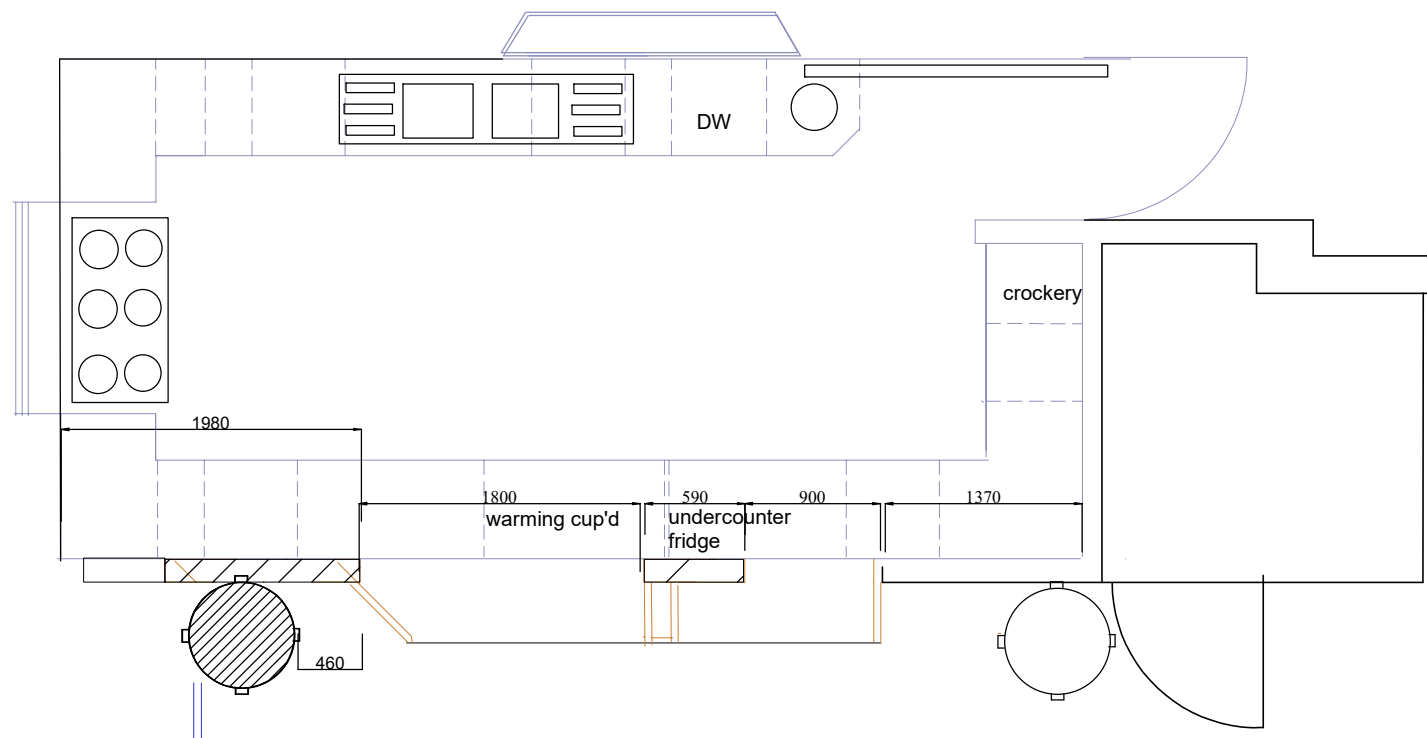 DW
crockery
1980
1800
590
900
1370
warming cup'd
undercounter
fridge
460